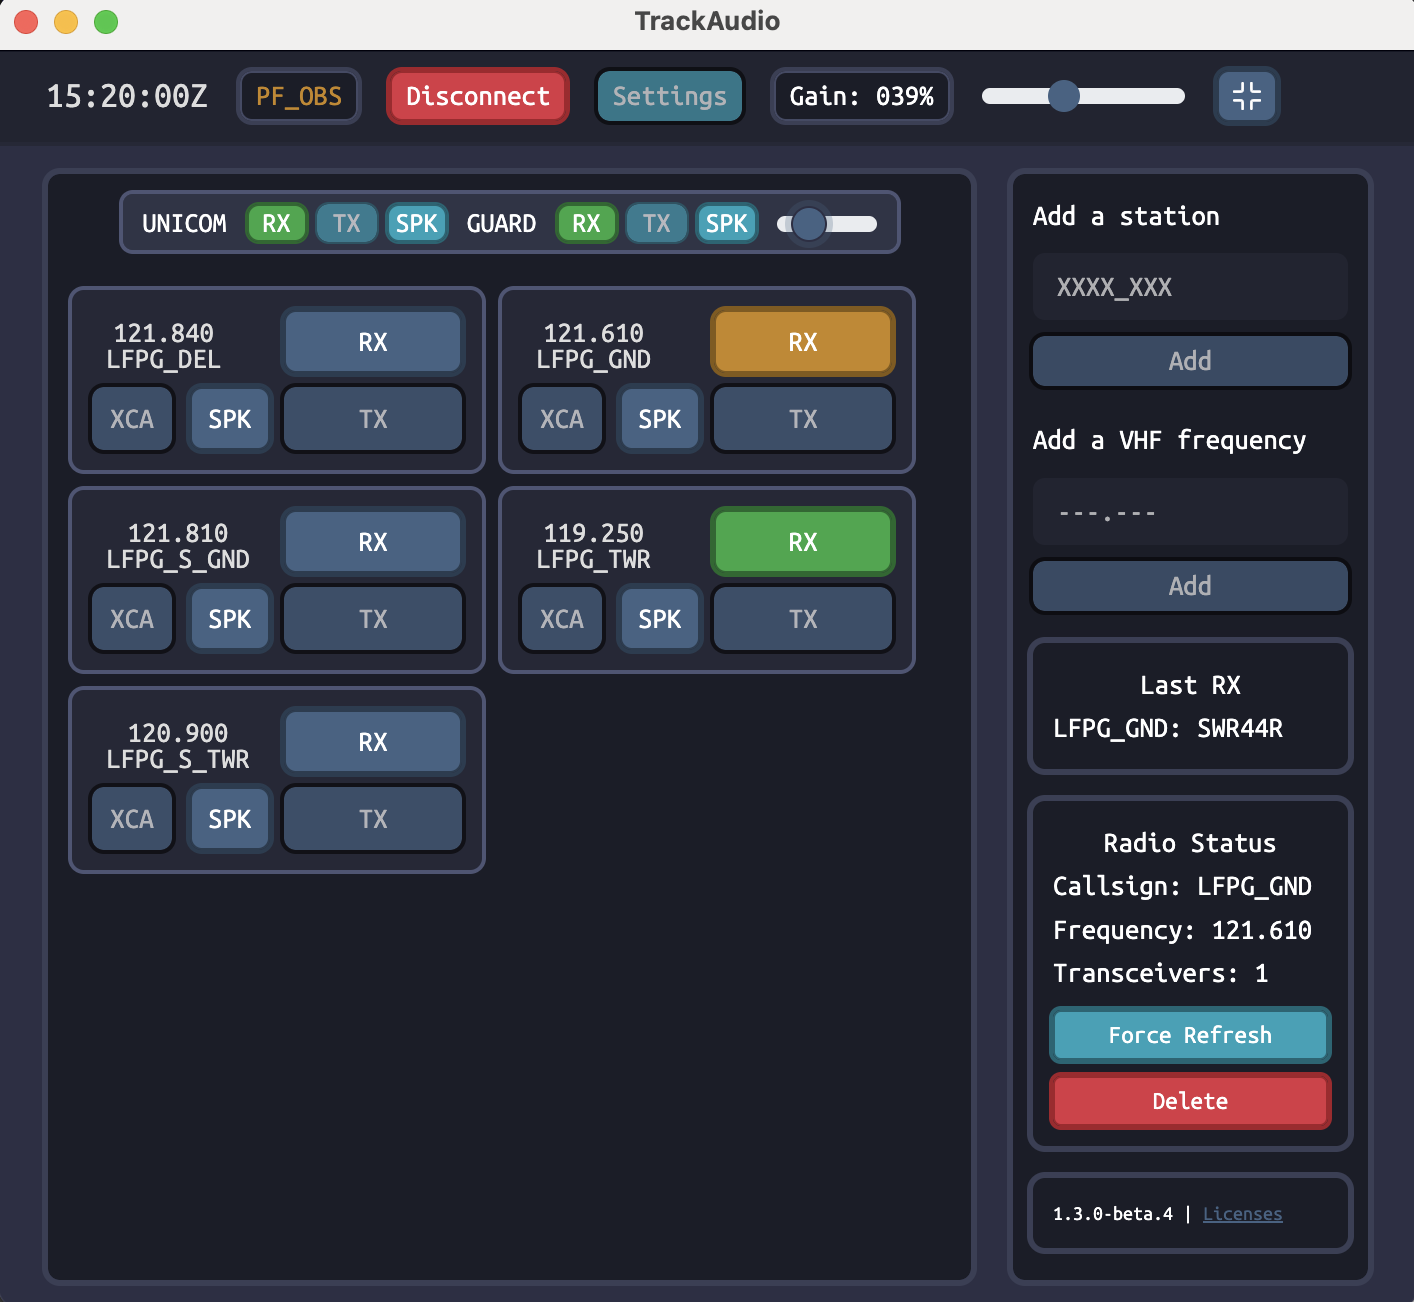 TrackAudio
15:20:00Z PF_OBS Disconnect Settings Gain: 039%
UNICOM RX TX SPK GUARD RX TX SPK
121.840
LFPG_DEL
RX
XCA SPK TX
121.610
LFPG_GND
RX
XCA SPK TX
121.810
LFPG_S_GND
RX
XCA SPK TX
119.250
LFPG_TWR
RX
XCA SPK TX
120.900
LFPG_S_TWR
RX
XCA SPK TX
Add a station
XXXX_XXX
Add
Add a VHF frequency
---.---
Add
Last RX
LFPG_GND: SWR44R
Radio Status
Callsign: LFPG_GND
Frequency: 121.610
Transceivers: 1
Force Refresh
Delete
1.3.0-beta.4 | Licenses